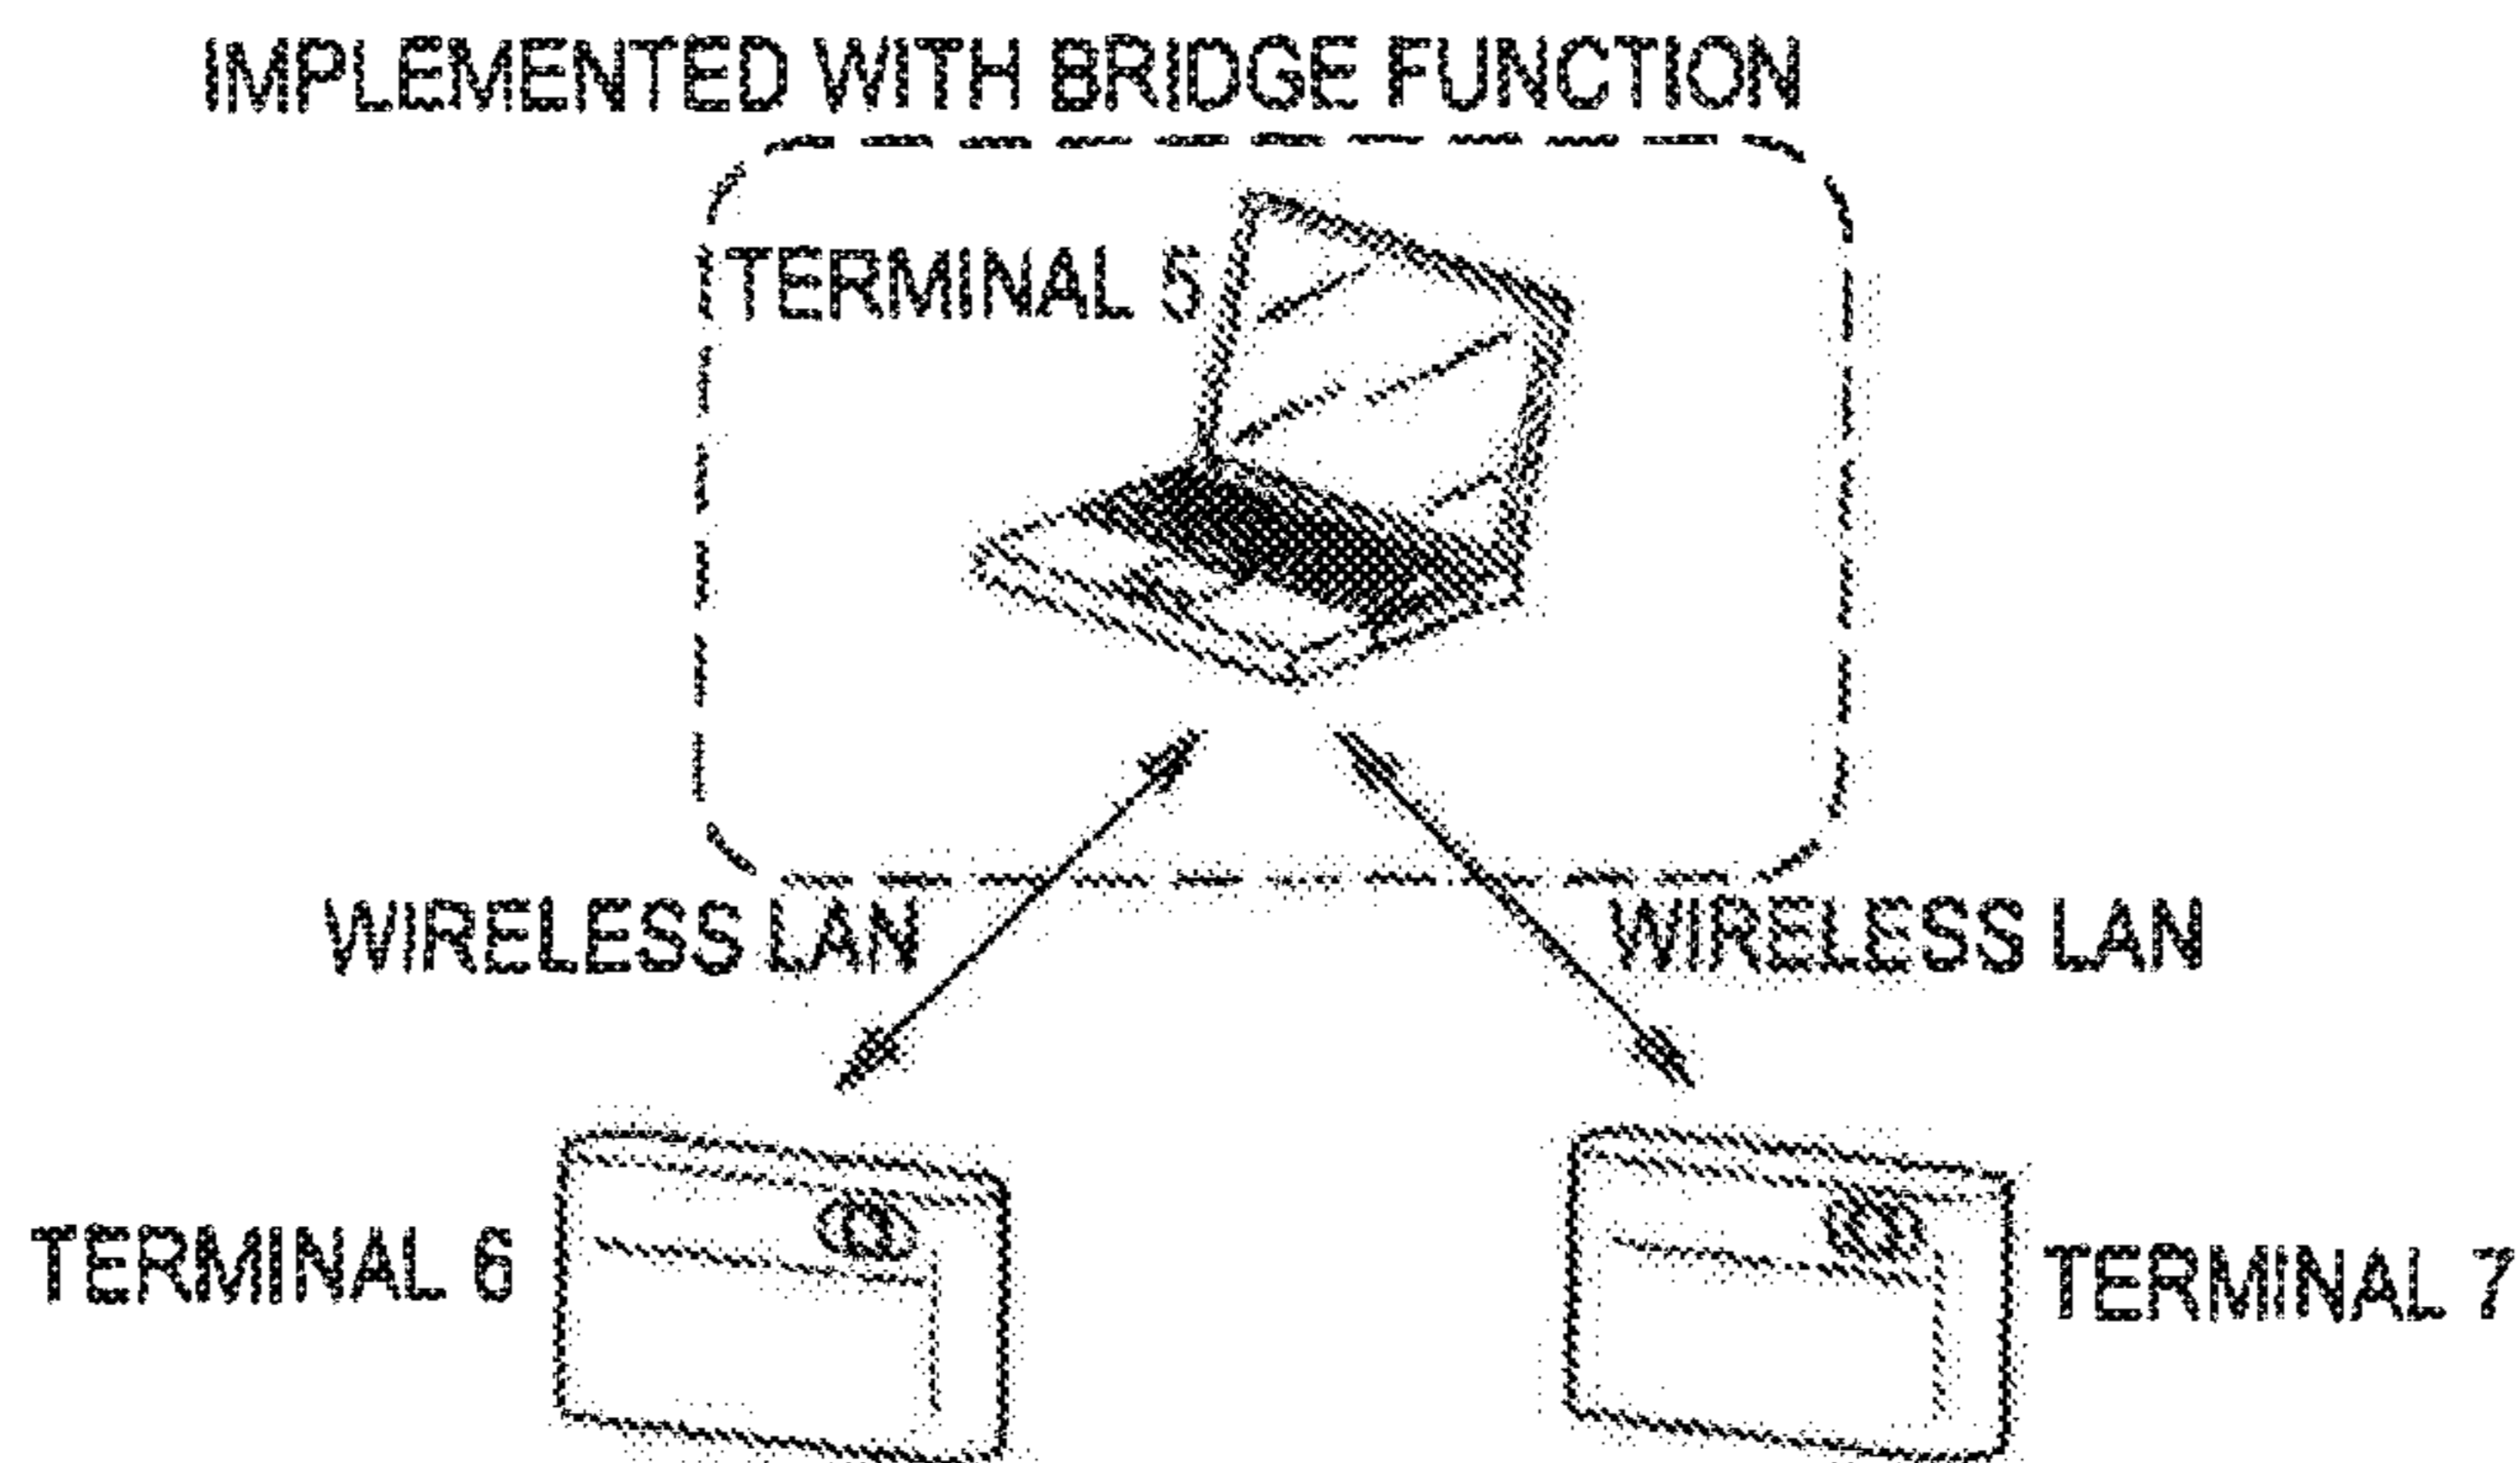 IMPLEMENTED WITH BRIDGE FUNCTION
TERMINAL 5
WIRELESS LAN
WIRELESS LAN
TERMINAL 6
TERMINAL 7